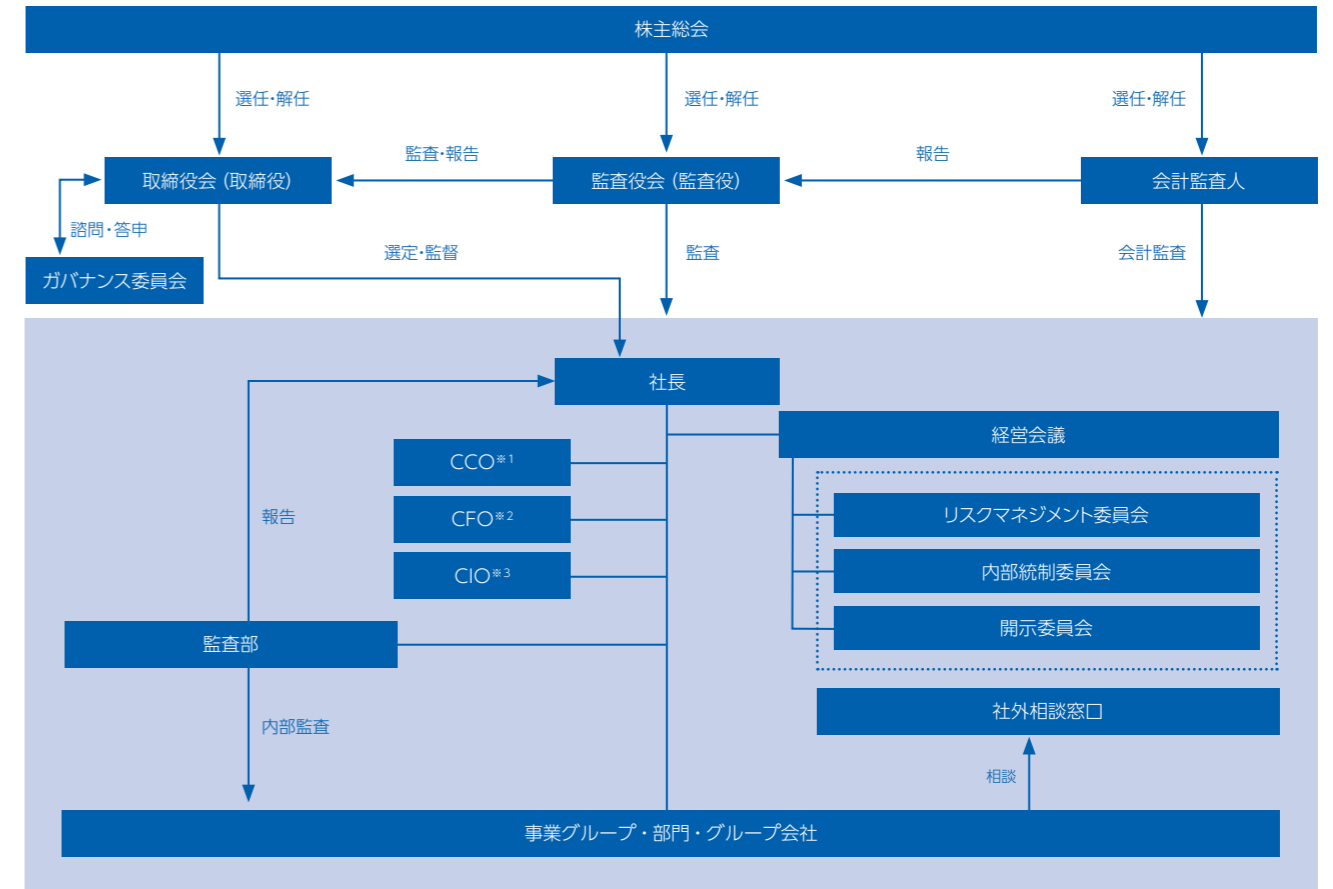 株主総会
選任・解任
選任・解任
選任・解任
監査・報告
報告
取締役会 (取締役)
監査役会 (監査役)
会計監査人
諮問・答申
選定・監督
監査
会計監査
ガバナンス委員会
社長
経営会議
CCO※1
リスクマネジメント委員会
CFO※2
報告
内部統制委員会
CIO※3
開示委員会
監査部
社外相談窓口
内部監査
相談
事業グループ・部門・グループ会社